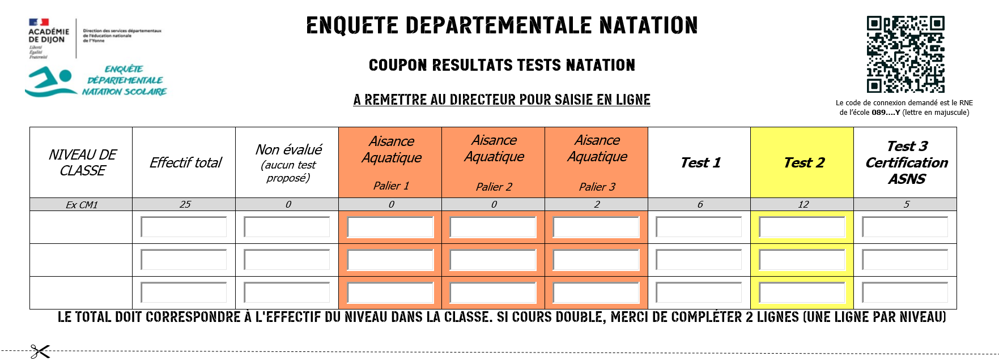 ACADÉMIE
DE DIJON
Liberté
Égalité
Fraternité
Direction des services départementaux
de l'éducation nationale
de l'Yonne
ENQUÊTE
DÉPARTEMENTALE
NATATION SCOLAIRE
ENQUETE DEPARTEMENTALE NATATION
COUPON RESULTATS TESTS NATATION
A REMETTRE AU DIRECTEUR POUR SAISIE EN LIGNE
Le code de connexion demandé est le RNE
de l'école 089....Y (lettre en majuscule)
NIVEAU DE
CLASSE
Effectif total
Non évalué
(aucun test
proposé)
Aisance
Aquatique
Palier 1
Aisance
Aquatique
Palier 2
Aisance
Aquatique
Palier 3
Test 1
Test 2
Test 3
Certification
ASNS
Ex CM1 25 0 0 0 2 6 12 5
LE TOTAL DOIT CORRESPONDRE À L'EFFECTIF DU NIVEAU DANS LA CLASSE. SI COURS DOUBLE, MERCI DE COMPLÉTER 2 LIGNES (UNE LIGNE PAR NIVEAU)